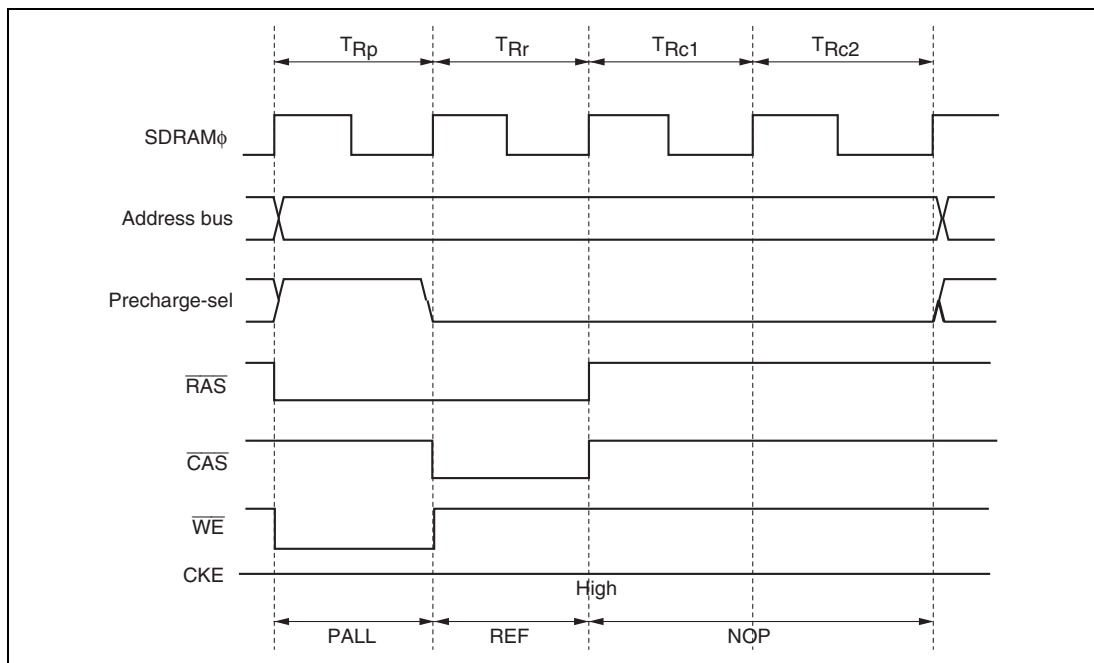 TRp TRr TRc1 TRc2
SDRAMϕ
Address bus
Precharge-sel
RAS
CAS
WE
CKE
High
PALL REF NOP